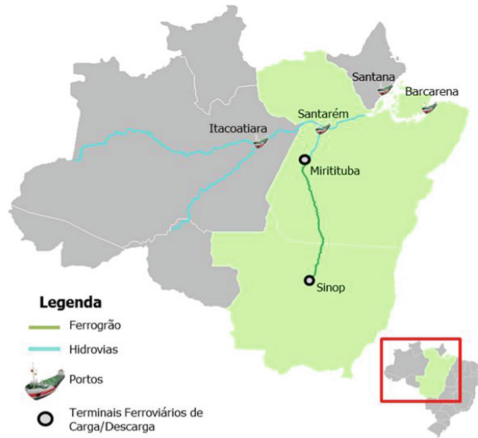 Santana
Barcarena
Santarém
Itacoatiara
Miritituba
Sinop
Legenda
Ferrogrão
Hidrovias
Portos
Terminais Ferroviários de
Carga/Descarga